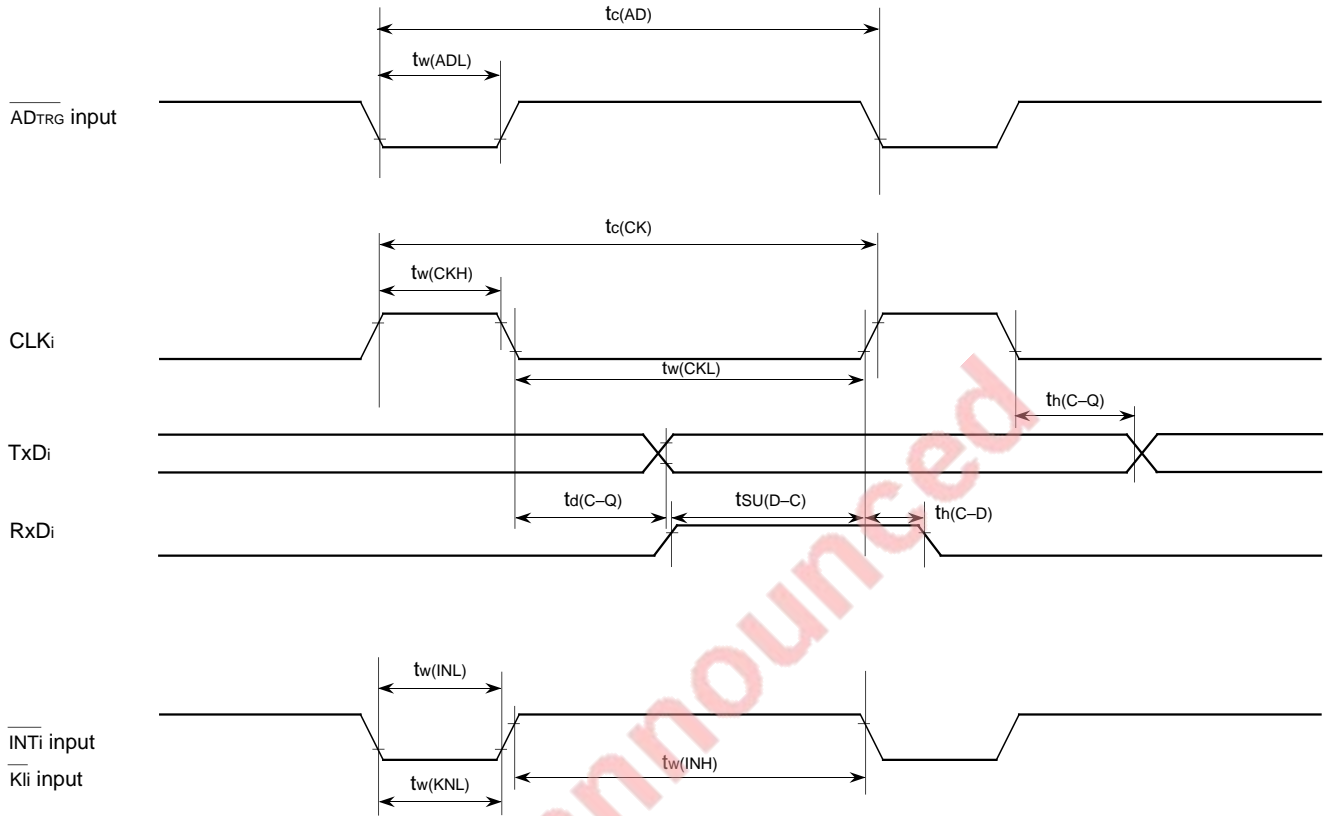 tc(AD)
tw(ADL)
ADTRG input
tc(CK)
tw(CKH)
CLKi
tw(CKL)
th(C–Q)
TxDi
td(C–Q)
tSU(D–C)
th(C–D)
RxDi
tw(INL)
INTi input
tw(INH)
KIi input
tw(KNL)
nnounced